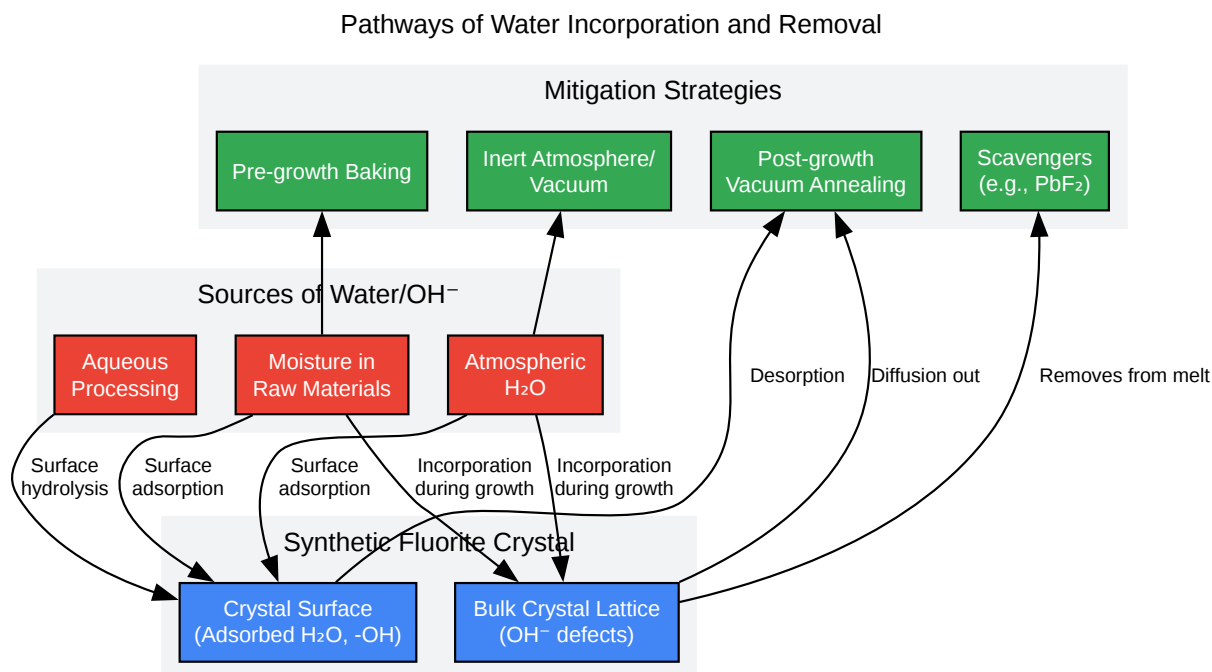 Pathways of Water Incorporation and Removal
Mitigation Strategies
Pre-growth Baking
Inert Atmosphere/
Vacuum
Post-growth
Vacuum Annealing
Scavengers
(e.g., PbF₂)
Sources of Water/OH⁻
Aqueous
Processing
Moisture in
Raw Materials
Atmospheric
H₂O
Desorption
Diffusion out
Removes from melt
Surface
hydrolysis
Surface
adsorption
Surface
adsorption
Incorporation
during growth
Incorporation
during growth
Synthetic Fluorite Crystal
Crystal Surface
(Adsorbed H₂O, -OH)
Bulk Crystal Lattice
(OH⁻ defects)